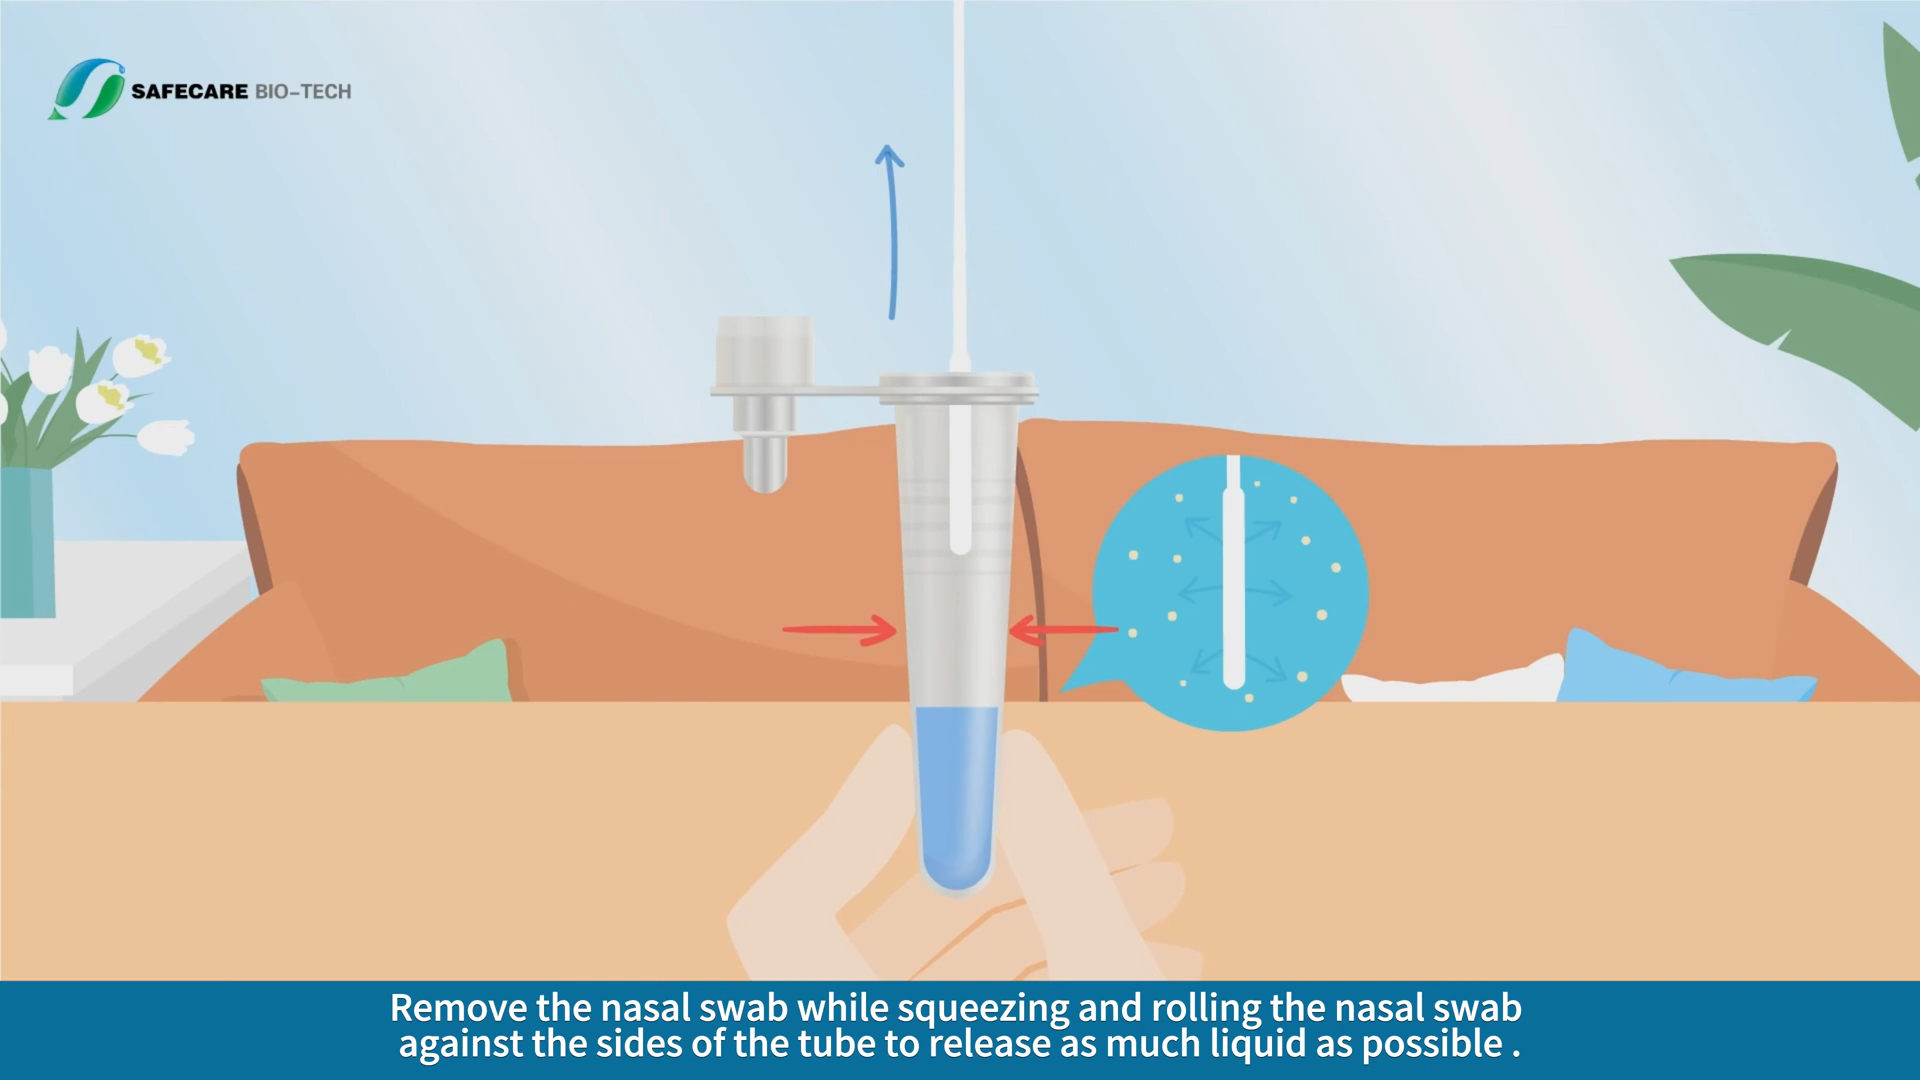 SAFECARE BIO-TECH
Remove the nasal swab while squeezing and rolling the nasal swab
against the sides of the tube to release as much liquid as possible .